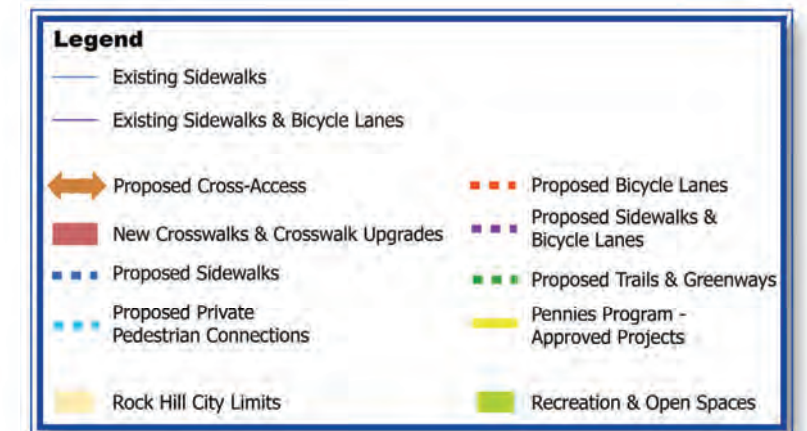 Legend
Existing Sidewalks
Existing Sidewalks & Bicycle Lanes
Proposed Cross-Access
New Crosswalks & Crosswalk Upgrades
Proposed Sidewalks
Proposed Private
Pedestrian Connections
Rock Hill City Limits
Proposed Bicycle Lanes
Proposed Sidewalks &
Bicycle Lanes
Proposed Trails & Greenways
Pennies Program -
Approved Projects
Recreation & Open Spaces